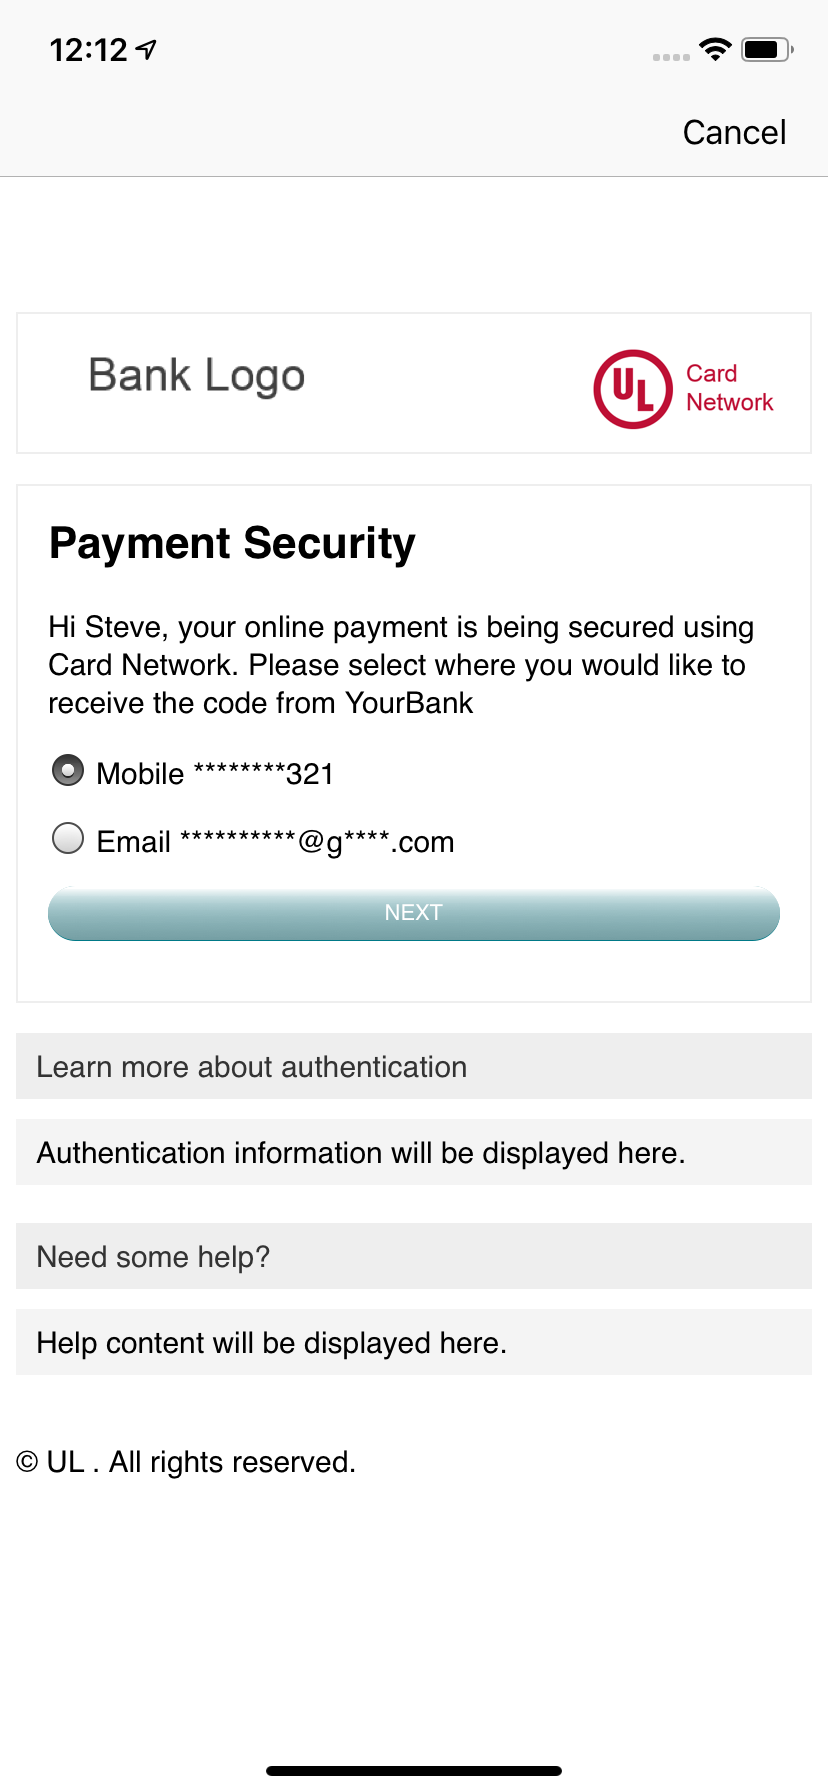 12:12
Cancel
Bank Logo
UL
Card
Network
Payment Security
Hi Steve, your online payment is being secured using
Card Network. Please select where you would like to
receive the code from YourBank
Mobile ********321
Email **********@g****.com
NEXT
Learn more about authentication
Authentication information will be displayed here.
Need some help?
Help content will be displayed here.
© UL . All rights reserved.